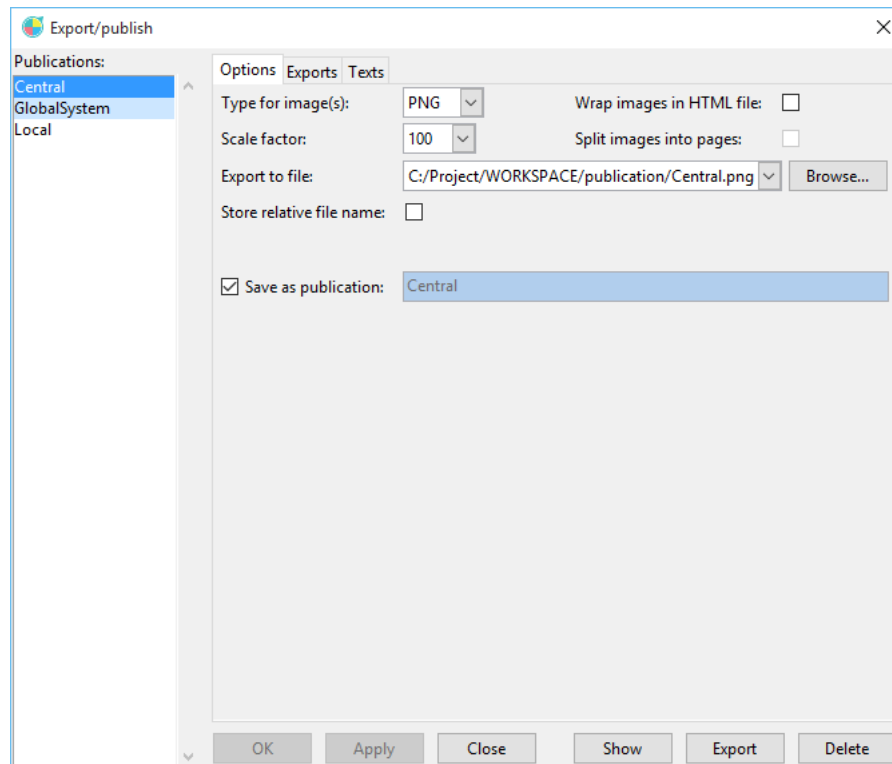 Export/publish
Publications:
Central
GlobalSystem
Local
Options Exports Texts
Type for image(s): PNG Wrap images in HTML file:
Scale factor: 100 Split images into pages:
Export to file: C:/Project/WORKSPACE/publication/Central.png Browse...
Store relative file name:
Save as publication: Central
OK Apply Close Show Export Delete